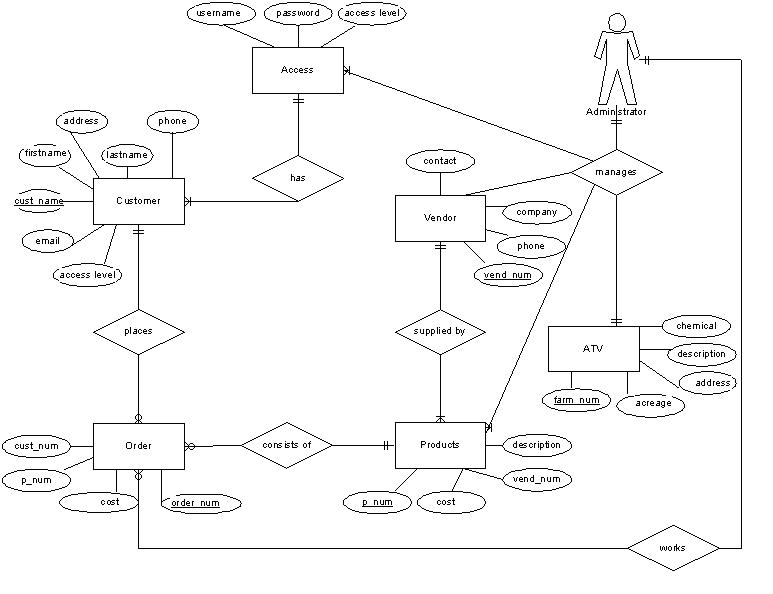 username
password
access level
Access
Administrator
address
phone
firstname
lastname
contact
has
manages
cust_name
Customer
Vendor
company
email
phone
access level
vend_num
places
supplied by
chemical
ATV
description
address
farm_num
acreage
cust_num
Order
consists of
Products
description
p_num
vend_num
cost
order_num
p_num
cost
works